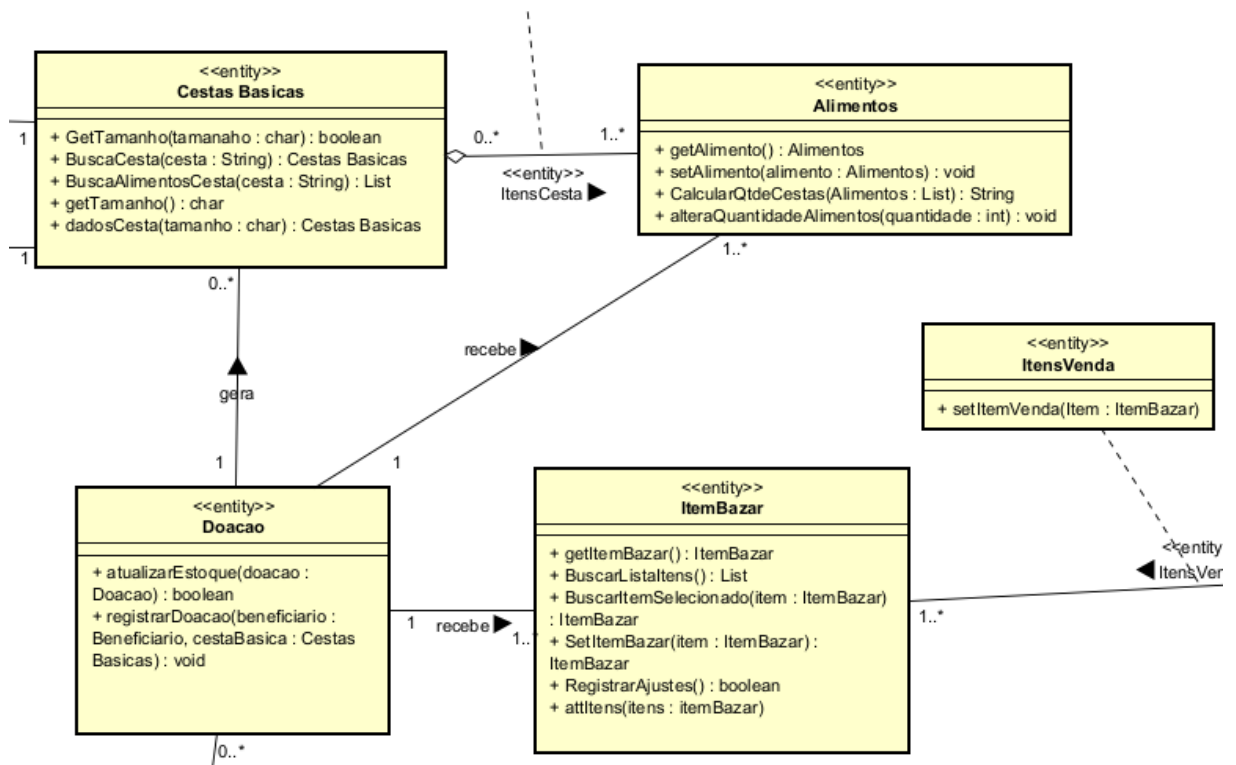 <<entity>>
Cestas Basicas
+ GetTamanho(tamanaho : char) : boolean
+ BuscaCesta(cesta : String) : Cestas Basicas
+ BuscaAlimentosCesta(cesta : String) : List
+ getTamanho() : char
+ dadosCesta(tamanho : char) : Cestas Basicas
1
1
0..*
0..*
1..*
<<entity>>
ItensCesta
<<entity>>
Alimentos
+ getAlimento() : Alimentos
+ setAlimento(alimento : Alimentos) : void
+ CalcularQtdeCestas(Alimentos : List) : String
+ alteraQuantidadeAlimentos(quantidade : int) : void
1..*
recebe
gera
1
1
<<entity>>
ItensVenda
+ setItemVenda(Item : ItemBazar)
<<entity>>
Doacao
+ atualizarEstoque(doacao :
Doacao) : boolean
+ registrarDoacao(beneficiario :
Beneficiario, cestaBasica : Cestas
Basicas) : void
0..*
1
recebe
1..
<<entity>>
ItemBazar
+ getItemBazar() : ItemBazar
+ BuscarListaItens() : List
+ BuscarItemSelecionado(item : ItemBazar)
: ItemBazar
+ SetItemBazar(item : ItemBazar) :
ItemBazar
+ RegistrarAjustes() : boolean
+ attItens(itens : itemBazar)
1..*
<<entity
ItensVer